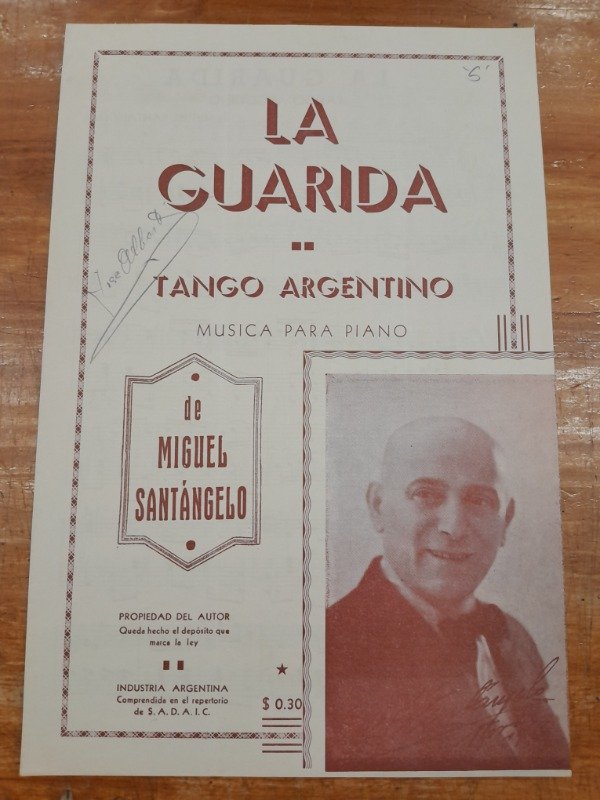 "S"
LA
GUARIDA
TANGO ARGENTINO
MUSICA PARA PIANO
de
MIGUEL
SANTÁNGELO
PROPIEDAD DEL AUTOR
Queda hecho el depósito que
marca la ley
INDUSTRIA ARGENTINA
Comprendida en el repertorio
de S. A. D. A. I. C.
$ 0.30